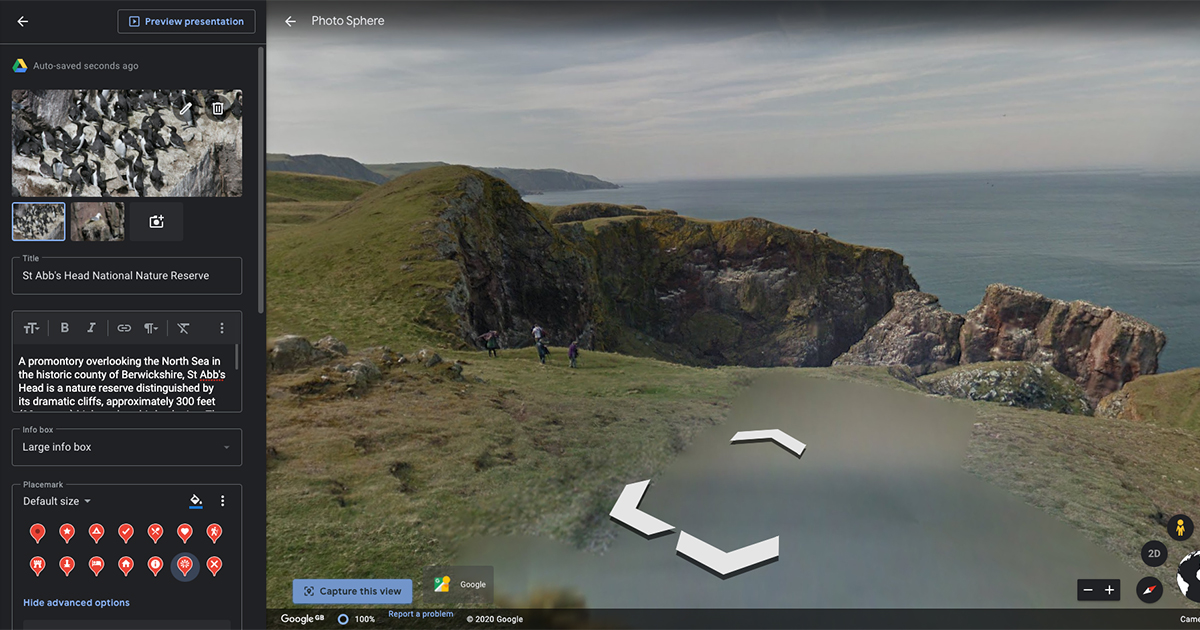 Preview presentation
Photo Sphere
Auto-saved seconds ago
Title
St Abb's Head National Nature Reserve
B I
A promontory overlooking the North Sea in
the historic county of Berwickshire, St Abb's
Head is a nature reserve distinguished by
its dramatic cliffs, approximately 300 feet
Info box
Large info box
Placemark
Default size
Hide advanced options
Capture this view
Google
2D
Google GB
100%
Report a problem
© 2020 Google